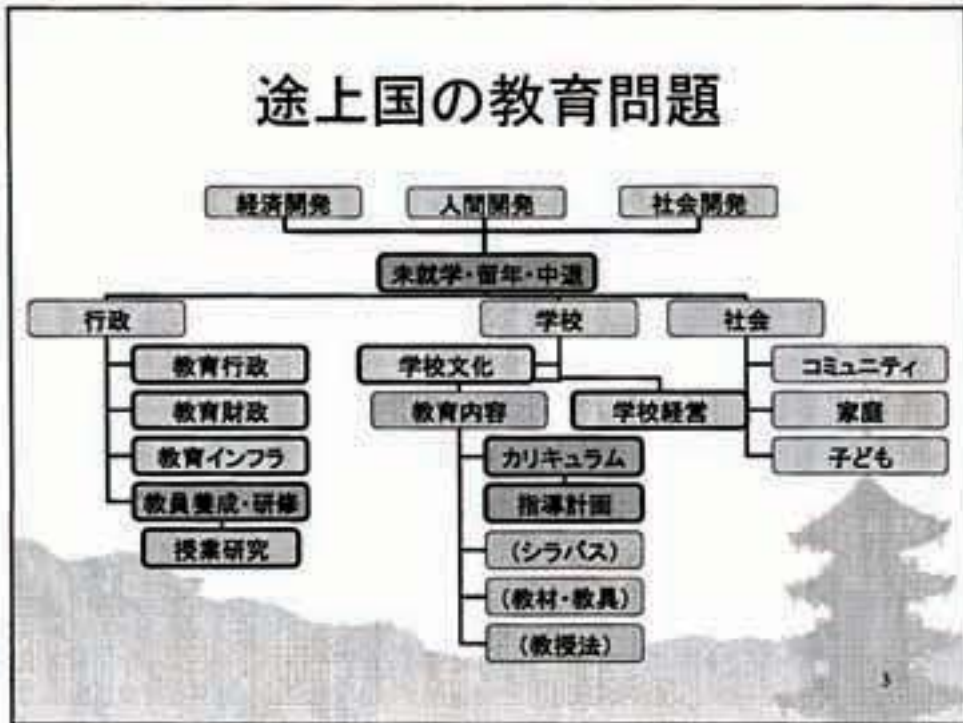 途上国の教育問題
経済開発
人間開発
社会開発
未就学・留年・中退
行政
学校
社会
教育行政
教育財政
教育インフラ
教員養成・研修
授業研究
学校文化
教育内容
学校経営
カリキュラム
指導計画
(シラバス)
(教材・教具)
(教授法)
コミュニティ
家庭
子ども
3